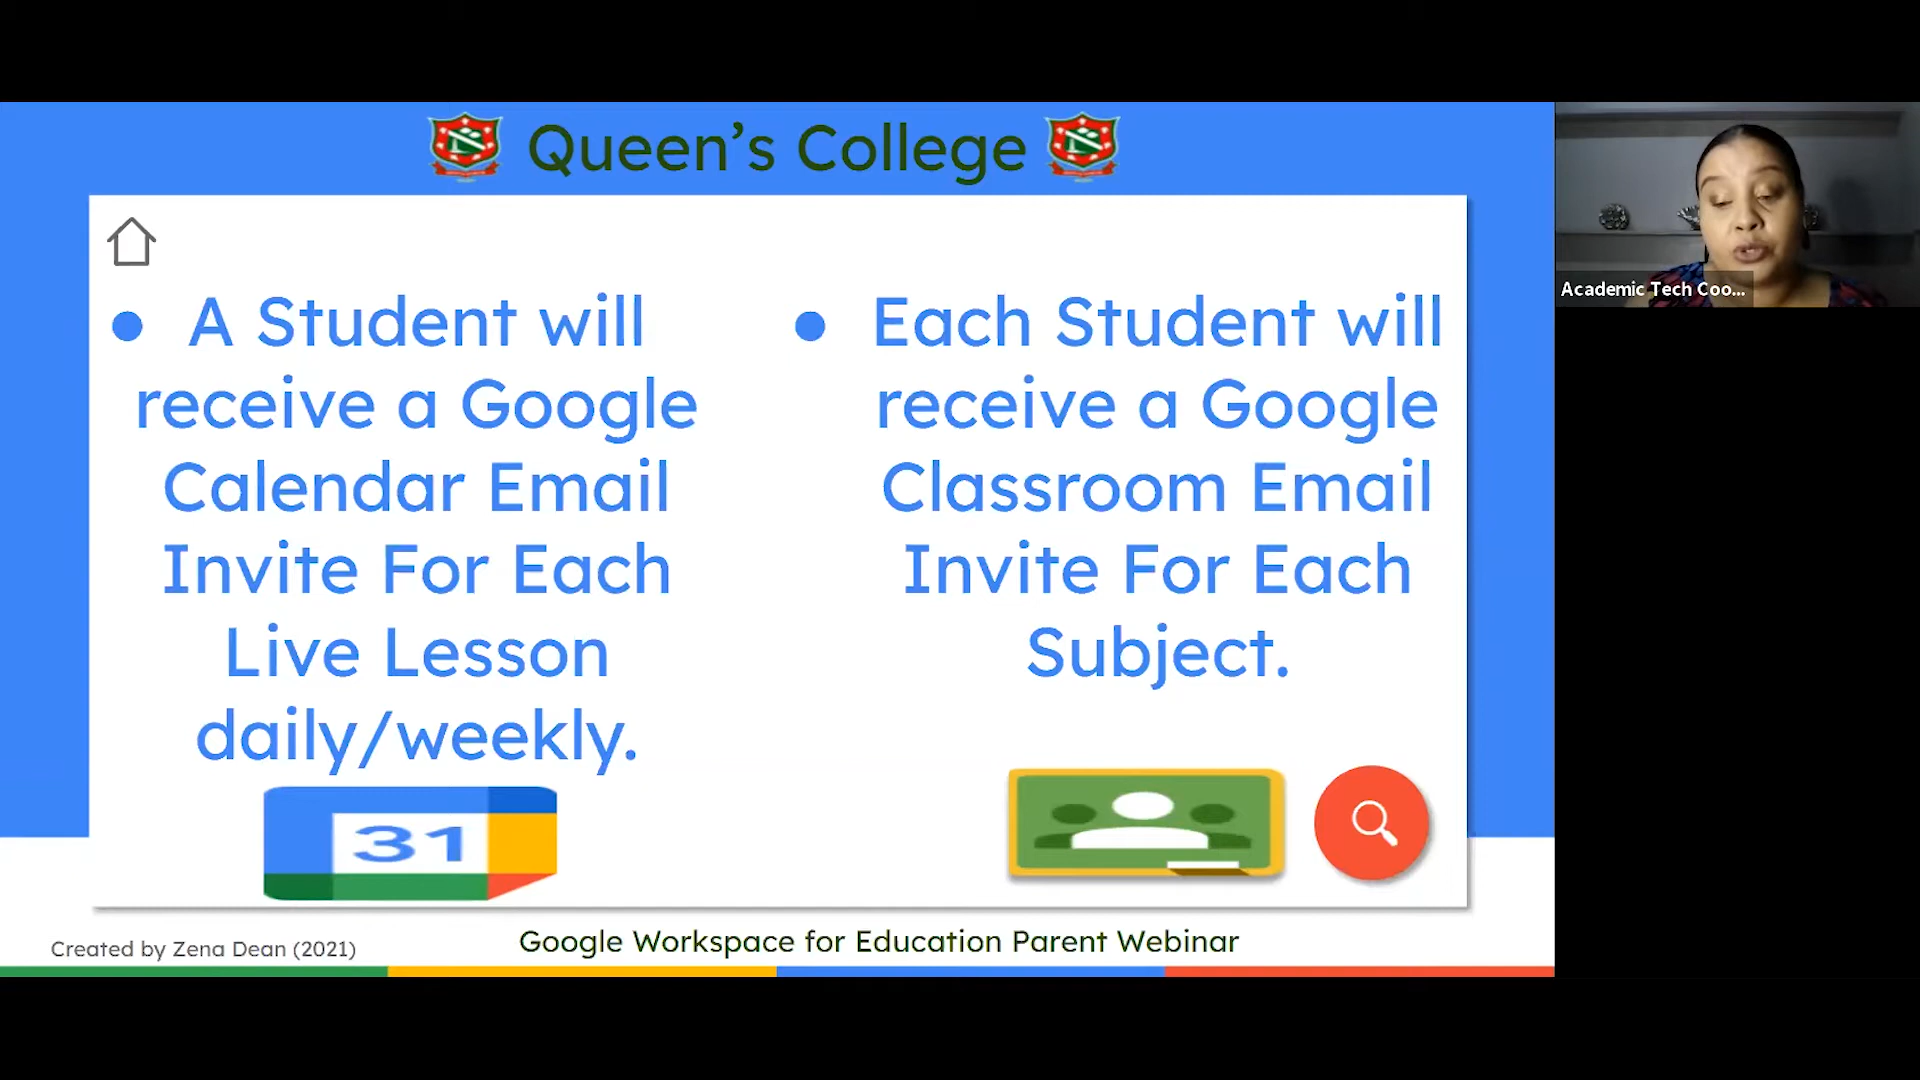 Queen's College
● A Student will
receive a Google
Calendar Email
Invite For Each
Live Lesson
daily/weekly.
● Each Student will
receive a Google
Classroom Email
Invite For Each
Subject.
31
Academic Tech Coo...
Created by Zena Dean (2021)
Google Workspace for Education Parent Webinar